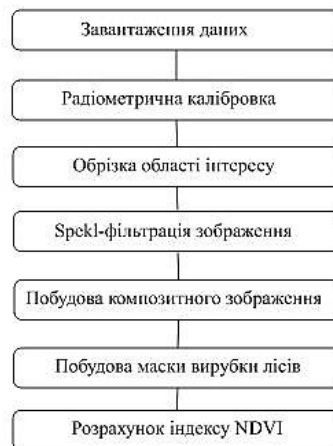 Завантаження даних
Радіометрична калібровка
Обрізка області інтересу
Spekl-фільтрація зображення
Побудова композитного зображення
Побудова маски вирубки лісів
Розрахунок індексу NDVI